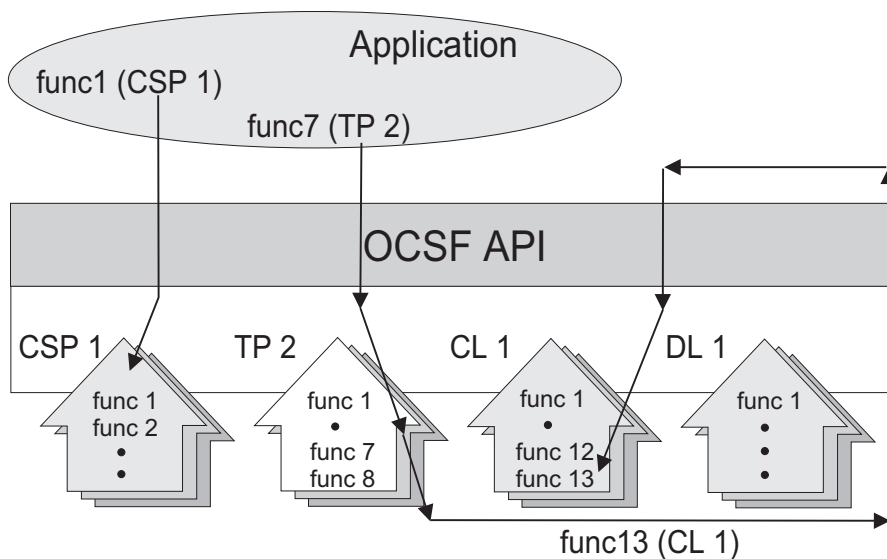 Application
func1 (CSP 1)
func7 (TP 2)
OCSF API
CSP 1
TP 2
CL 1
DL 1
func 1
func 2
func 1
func 7
func 8
func 1
func 12
func 13
func 1
func13 (CL 1)